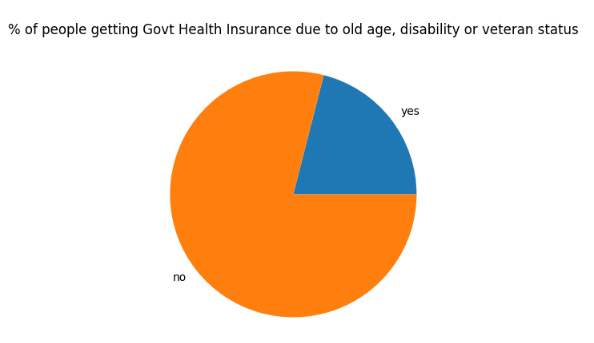 % of people getting Govt Health Insurance due to old age, disability or veteran status
yes
no